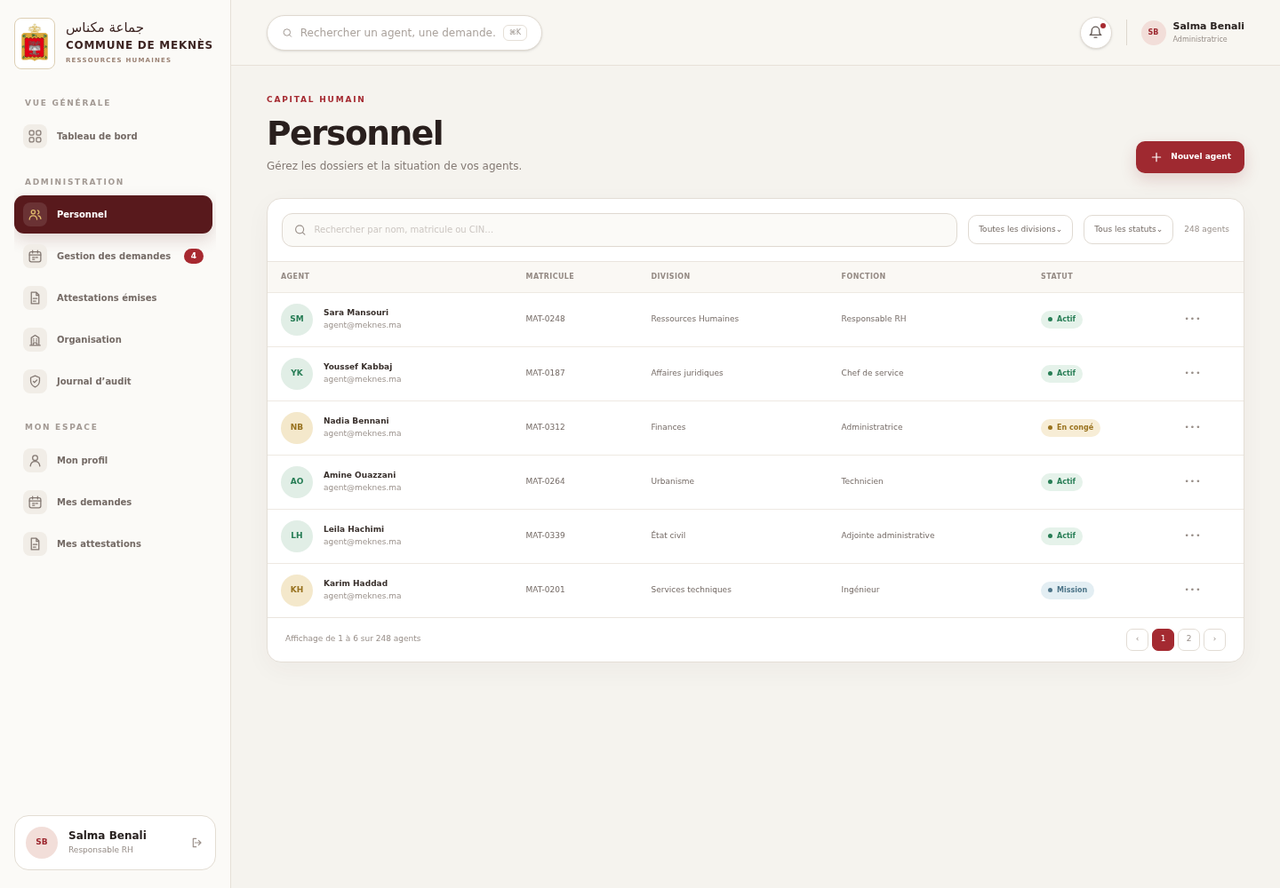 جماعة مكناس
COMMUNE DE MEKNÈS
RESSOURCES HUMAINES
VUE GÉNÉRALE
Tableau de bord
ADMINISTRATION
Personnel
Gestion des demandes 4
Attestations émises
Organisation
Journal d’audit
MON ESPACE
Mon profil
Mes demandes
Mes attestations
SB Salma Benali
Responsable RH
Rechercher un agent, une demande. ⌘K
SB Salma Benali
Administratrice
CAPITAL HUMAIN
Personnel
Gérez les dossiers et la situation de vos agents.
+ Nouvel agent
Rechercher par nom, matricule ou CIN... Toutes les divisions Tous les statuts 248 agents
AGENT MATRICULE DIVISION FONCTION STATUT
SM Sara Mansouri MAT-0248 Ressources Humaines Responsable RH Actif ···
agent@meknes.ma
YK Youssef Kabbaj MAT-0187 Affaires juridiques Chef de service Actif ···
agent@meknes.ma
NB Nadia Bennani MAT-0312 Finances Administratrice En congé ···
agent@meknes.ma
AO Amine Ouazzani MAT-0264 Urbanisme Technicien Actif ···
agent@meknes.ma
LH Leila Hachimi MAT-0339 État civil Adjointe administrative Actif ···
agent@meknes.ma
KH Karim Haddad MAT-0201 Services techniques Ingénieur Mission ···
agent@meknes.ma
Affichage de 1 à 6 sur 248 agents ‹ 1 2 ›